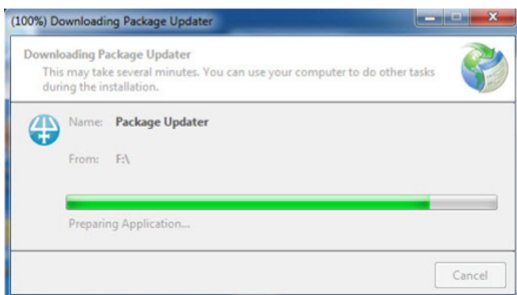 (100%) Downloading Package Updater
Downloading Package Updater
This may take several minutes. You can use your computer to do other tasks
during the installation.
Name: Package Updater
From: F:\
Preparing Application...
Cancel